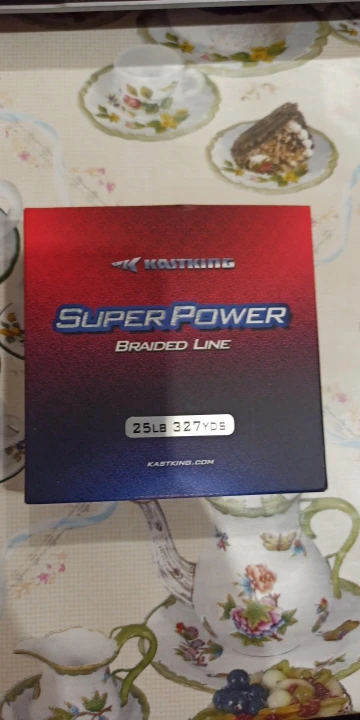 KASTKING
SUPER POWER
BRAIDED LINE
25LB 327YDS
KASTKING.COM